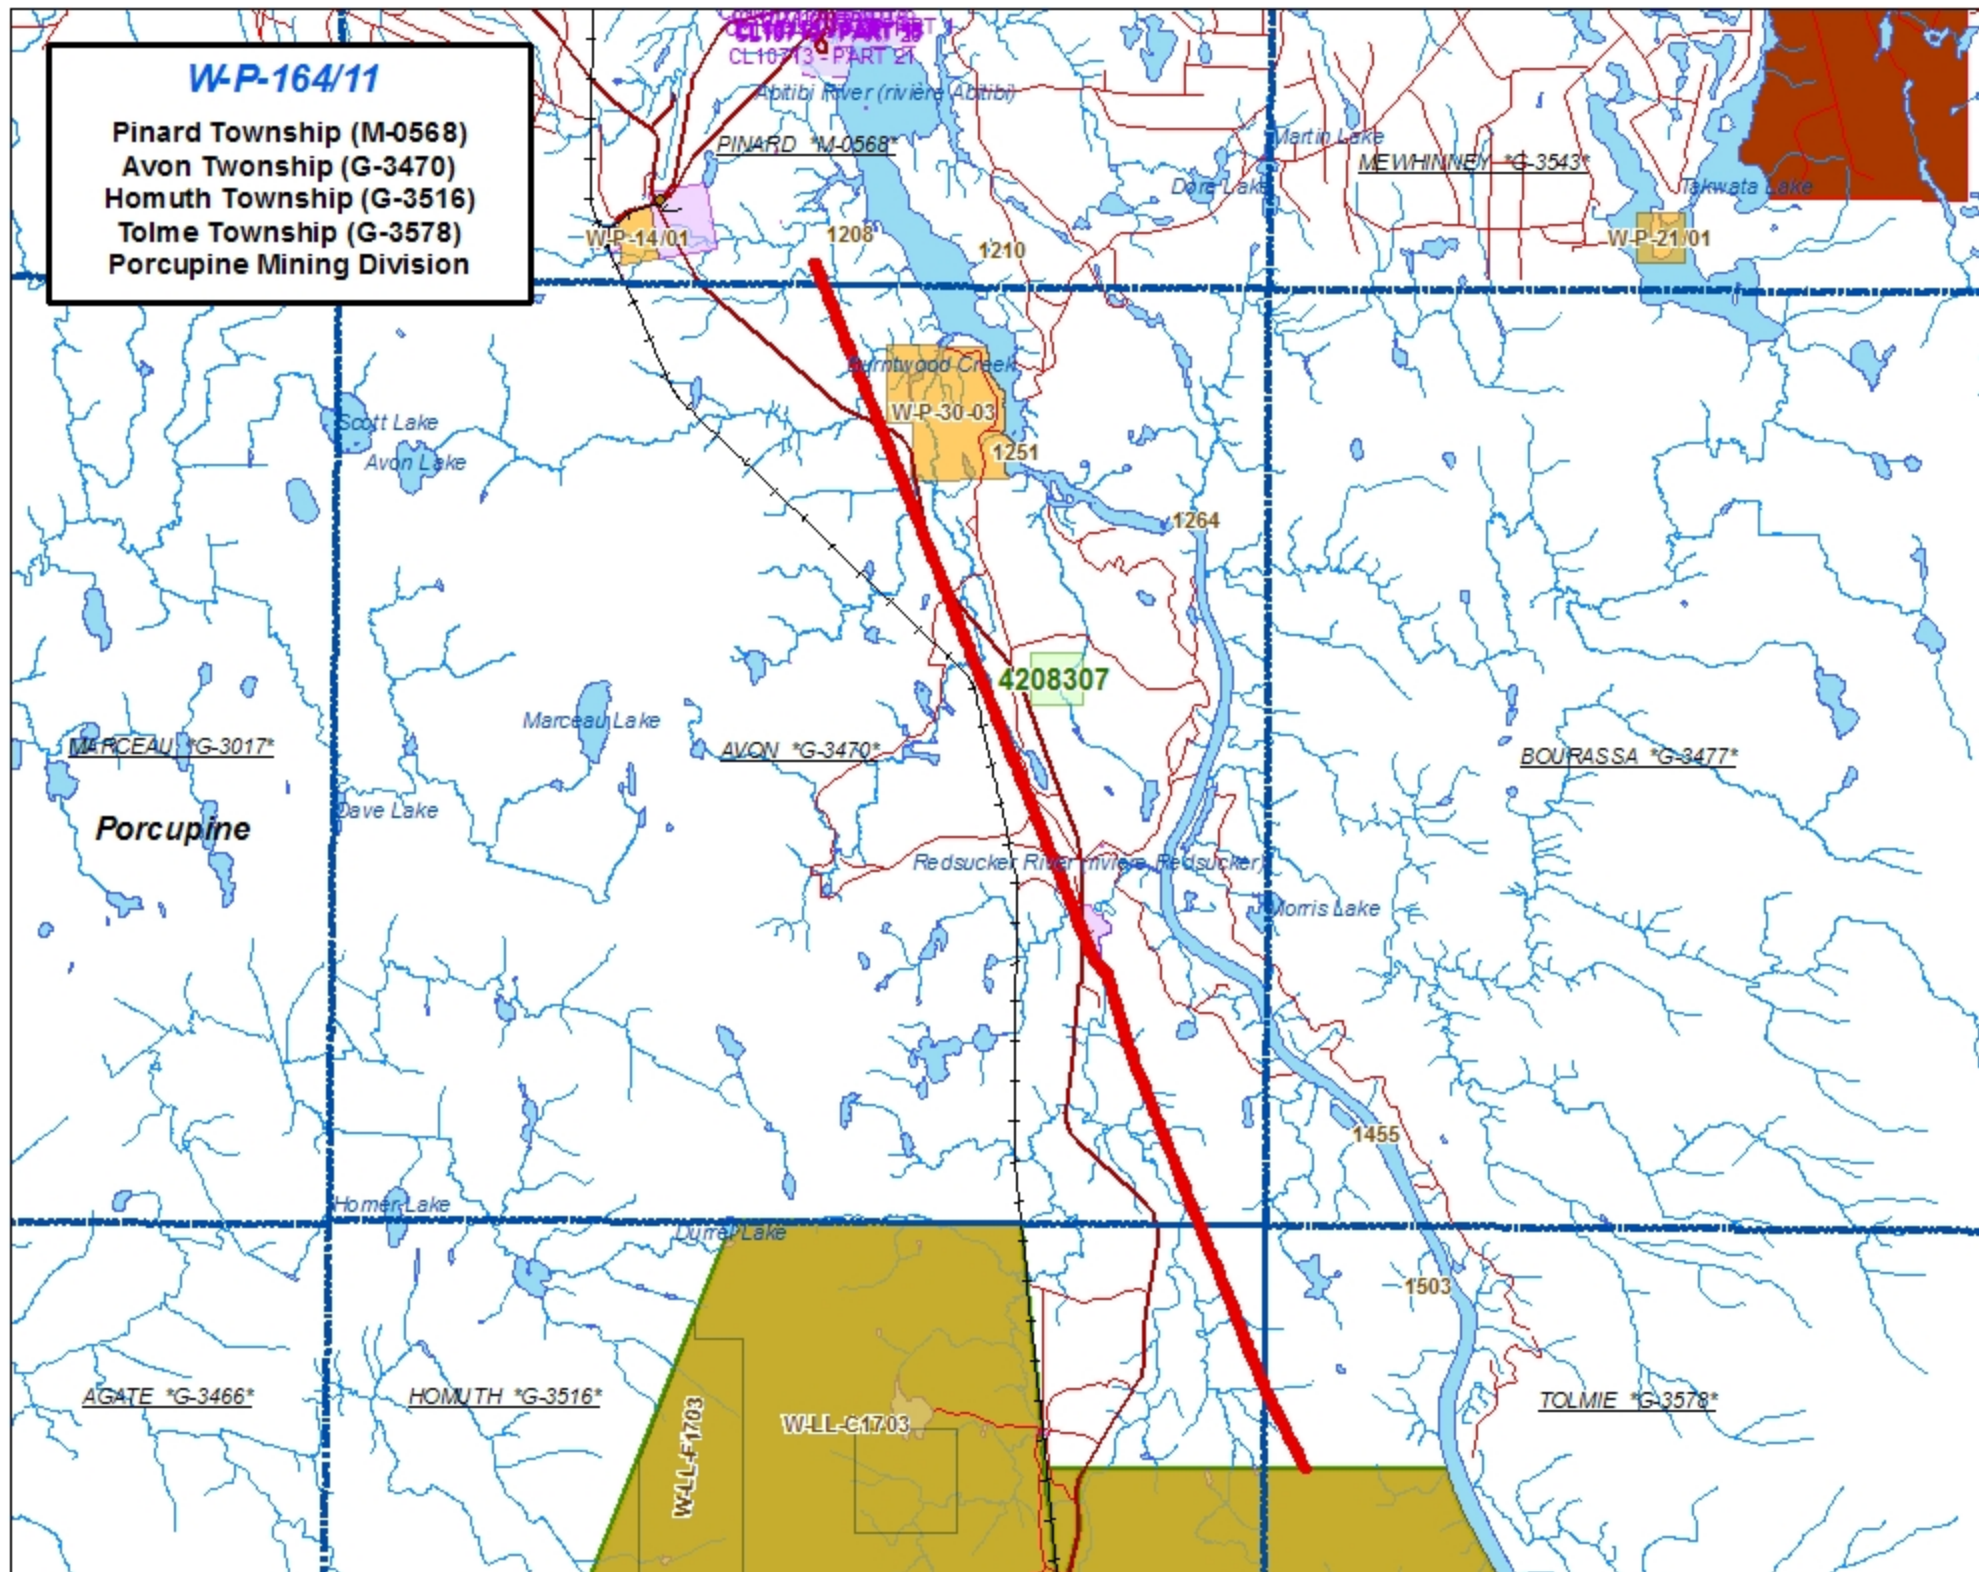 W-P-164/11
Pinard Township (M-0568)
Avon Twonship (G-3470)
Homuth Township (G-3516)
Tolme Township (G-3578)
Porcupine Mining Division
CL10713 - PART 21
Abitibi River (rivière Abitibi)
PINARD *M-0568*
Martin Lake
MEWHINNEY *G-3543*
Dore Lake
Takwata Lake
W-P-14/01
1208
1210
W-P-21/01
Burntwood Creek
W-P-30-03
Scott Lake
Avon Lake
1251
1264
4208307
Marceau Lake
MARCEAU *G-3017*
AVON *G-3470*
BOURASSA *G-3477*
Dave Lake
Porcupine
Redsucker River (rivière Redsucker)
Morris Lake
1455
Homer Lake
Durrel Lake
1503
AGATE *G-3466*
HOMUTH *G-3516*
W-LL-F1703
W-LL-C1703
TOLMIE *G-3578*